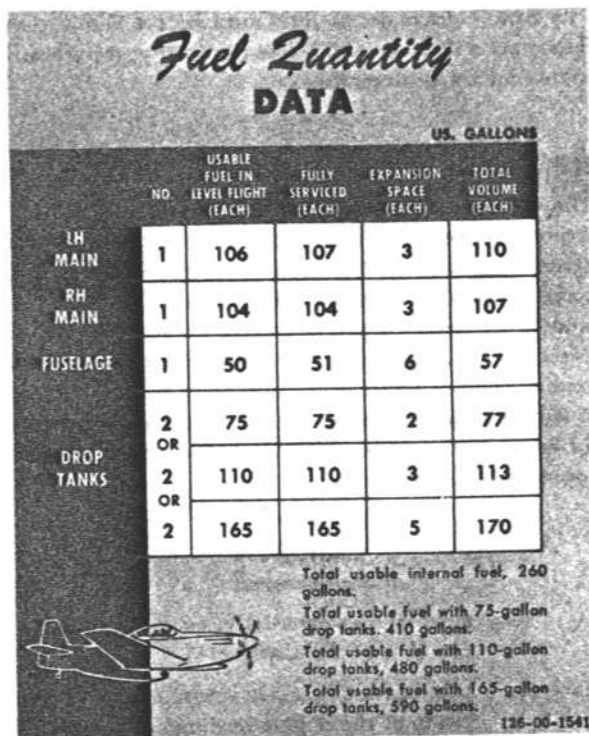 Fuel Quantity
DATA
US. GALLONS
NO.
USABLE
FUEL IN
LEVEL FLIGHT
(EACH)
FULLY
SERVICED
(EACH)
EXPANSION
SPACE
(EACH)
TOTAL
VOLUME
(EACH)
LH
MAIN
1 106 107 3 110
RH
MAIN
1 104 104 3 107
FUSELAGE 1 50 51 6 57
DROP
TANKS
2 75 75 2 77
OR
2 110 110 3 113
OR
2 165 165 5 170
Total usable internal fuel, 260
gallons.
Total usable fuel with 75-gallon
drop tanks. 410 gallons.
Total usable fuel with 110-gallon
drop tanks, 480 gallons.
Total usable fuel with 165-gallon
drop tanks, 590 gallons.
126-00-1541